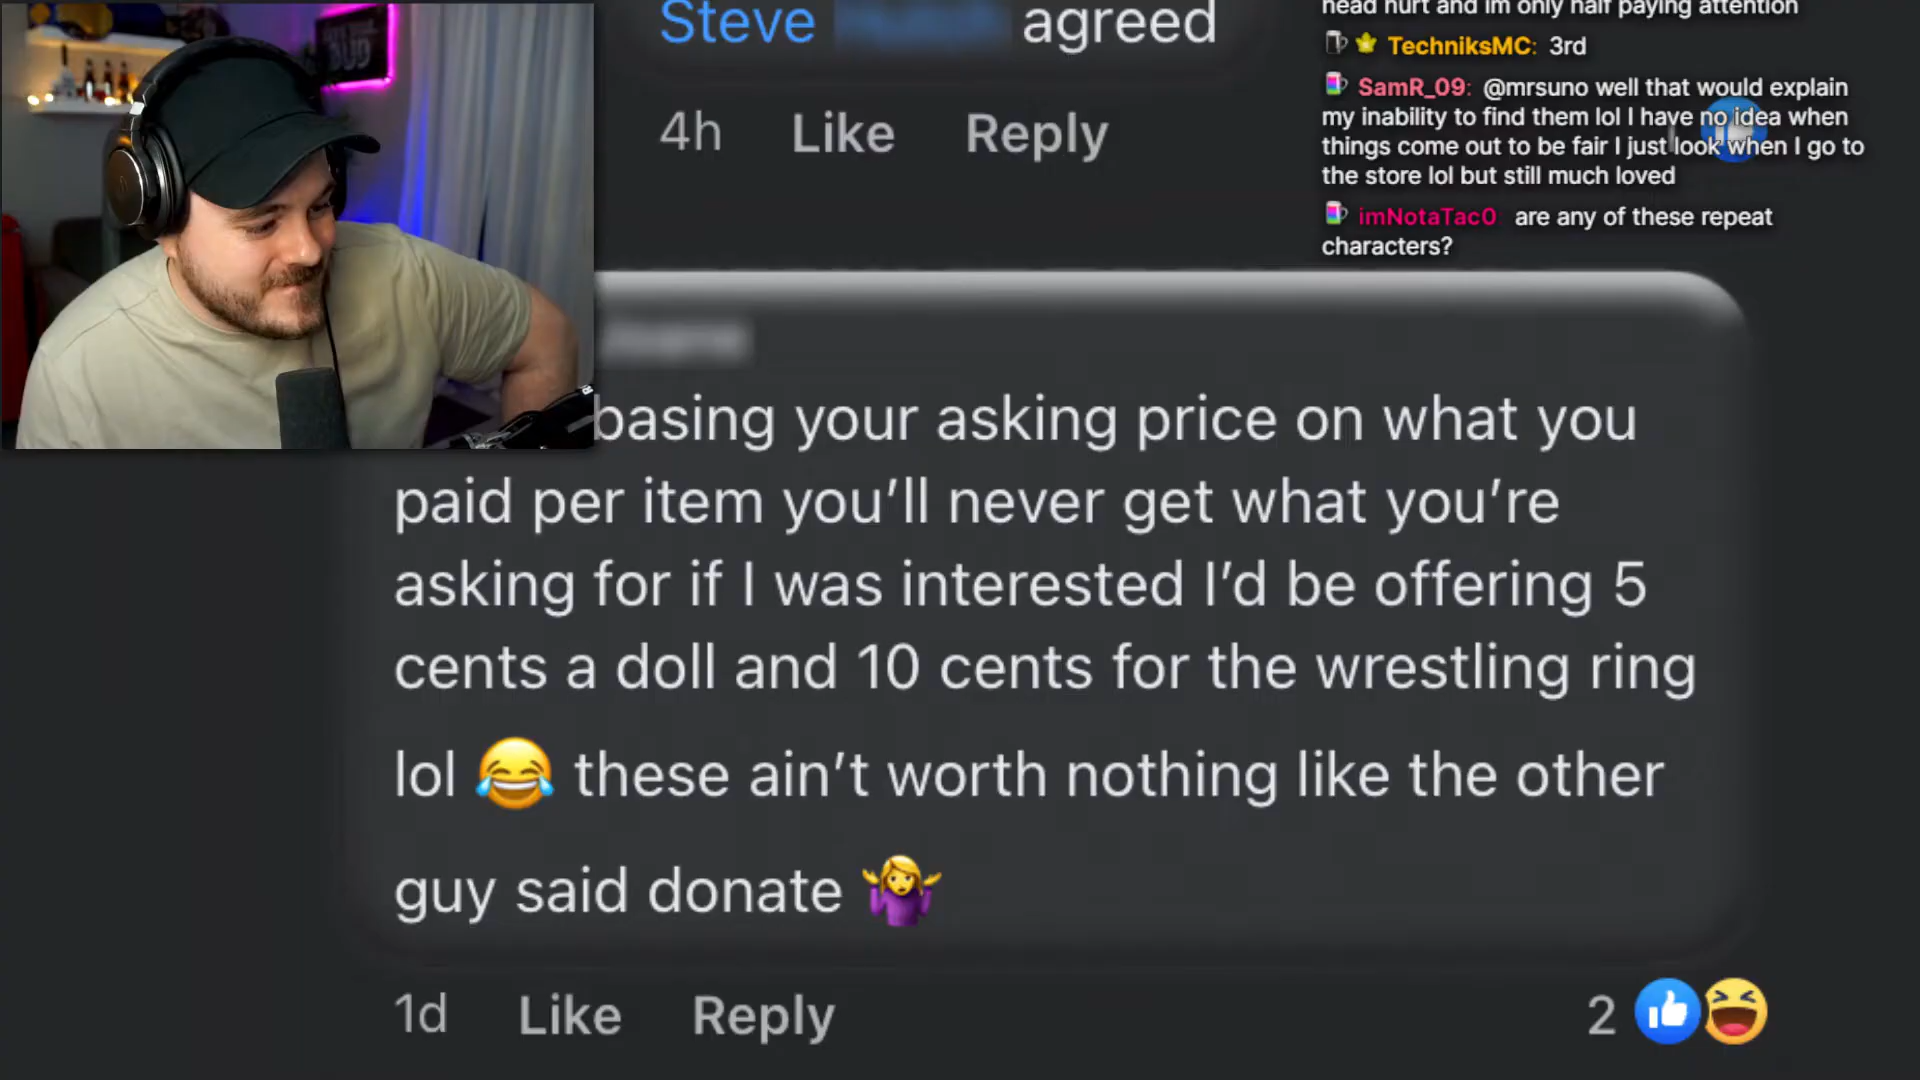 Steve agreed
4h Like Reply
basing your asking price on what you
paid per item you’ll never get what you’re
asking for if I was interested I’d be offering 5
cents a doll and 10 cents for the wrestling ring
lol 😂 these ain’t worth nothing like the other
guy said donate 🤷‍♀️
1d Like Reply 2
head hurt and im only half paying attention
TechniksMC: 3rd
SamR_09: @mrsuno well that would explain
my inability to find them lol I have no idea when
things come out to be fair I just look when I go to
the store lol but still much loved
imNotaTac0: are any of these repeat
characters?